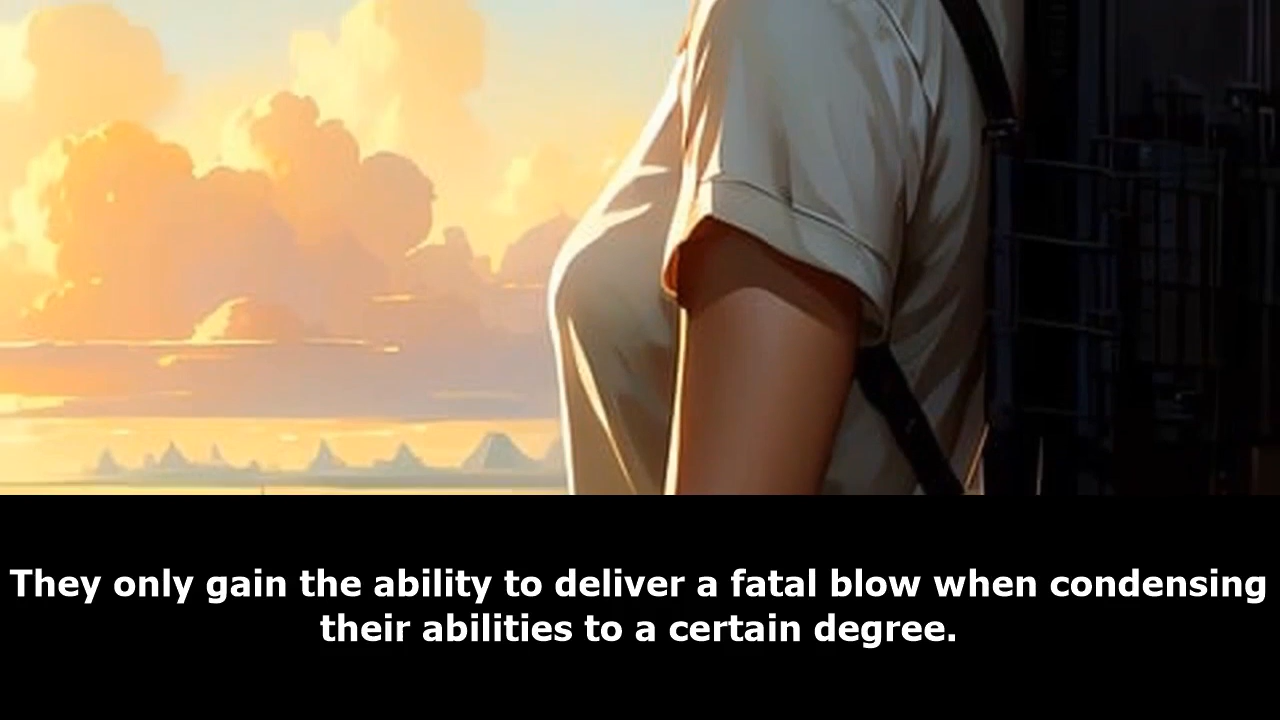 They only gain the ability to deliver a fatal blow when condensing
their abilities to a certain degree.